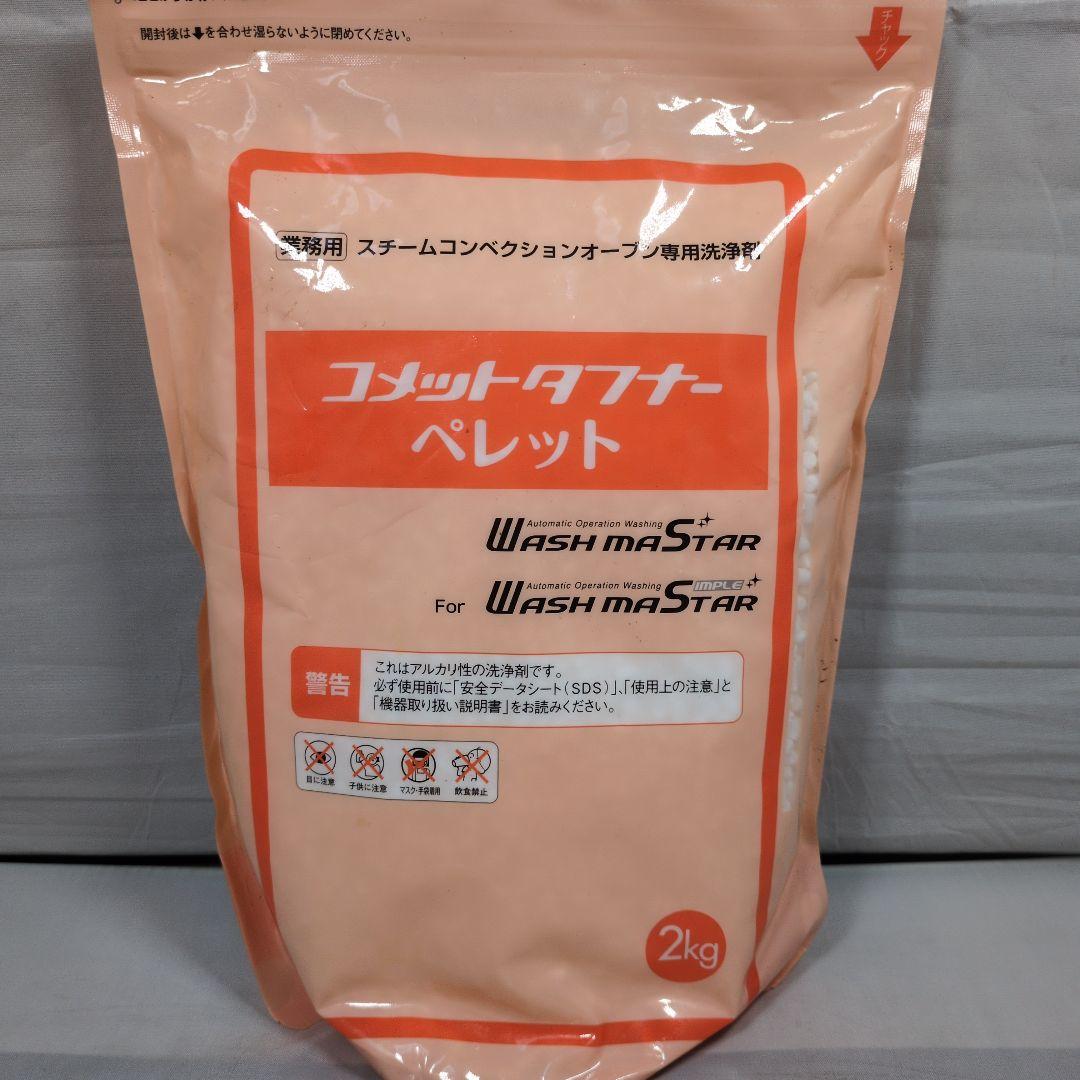 開封後は⬇を合わせ湿らないように閉めてください。
チャック
業務用 スチームコンベクションオーブン専用洗浄剤
コメットタフナー
ペレット
Automatic Operation Washing
WASH MASTAR
Automatic Operation Washing IMPLE
For WASH MASTAR
警告
これはアルカリ性の洗浄剤です。
必ず使用前に「安全データシート(SDS)」、「使用上の注意」と
「機器取り扱い説明書」をお読みください。
目に注意 子供に注意 マスク・手袋着用 飲食禁止
2kg